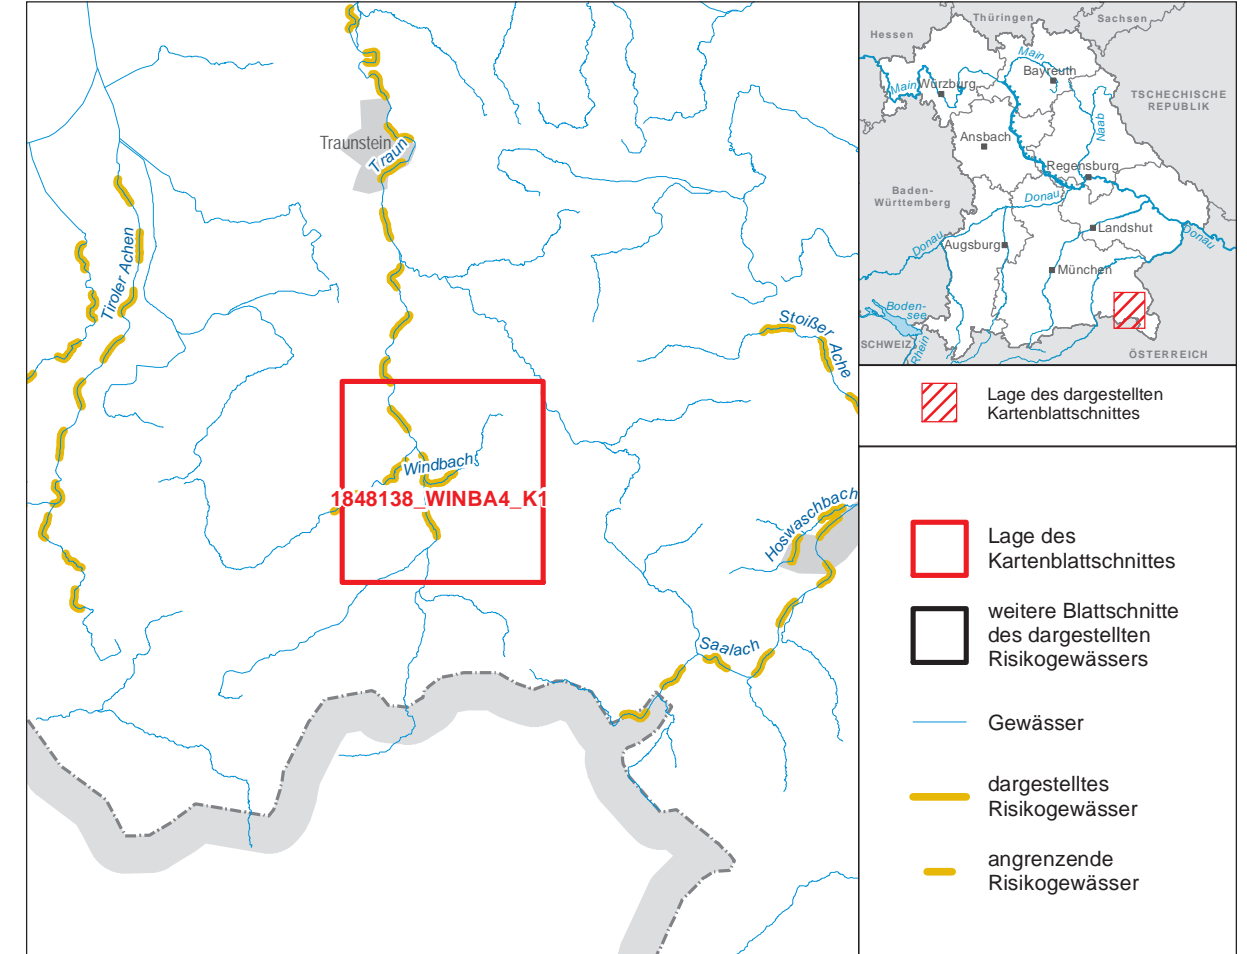 Traunstein
Traun
Tiroler Achen
Stoißer
Ache
Windbach
1848138_WINBA4_K1
Hoswaschbach
Saalach
Thüringen
Sachsen
Hessen
Main
Bayreuth
Main
Würzburg
TSCHECHISCHE
REPUBLIK
Naab
Ansbach
Regensburg
Baden-
Württemberg
Donau
Donau
Augsburg
Landshut
Donau
München
Boden-
see
SCHWEIZ
Rhein
ÖSTERREICH
Lage des dargestellten
Kartenblattschnittes
Lage des
Kartenblattschnittes
weitere Blattschnitte
des dargestellten
Risikogewässers
Gewässer
dargestelltes
Risikogewässer
angrenzende
Risikogewässer